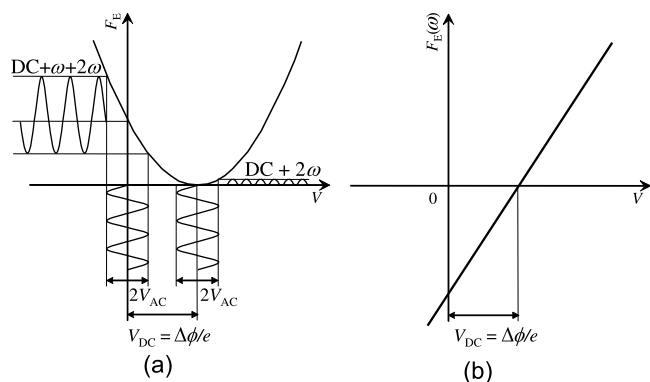 F_E
DC+ω+2ω
DC + 2ω
V
2V_AC
2V_AC
V_DC = Δϕ/e
(a)
F_E(ω)
0
V
V_DC = Δϕ/e
(b)